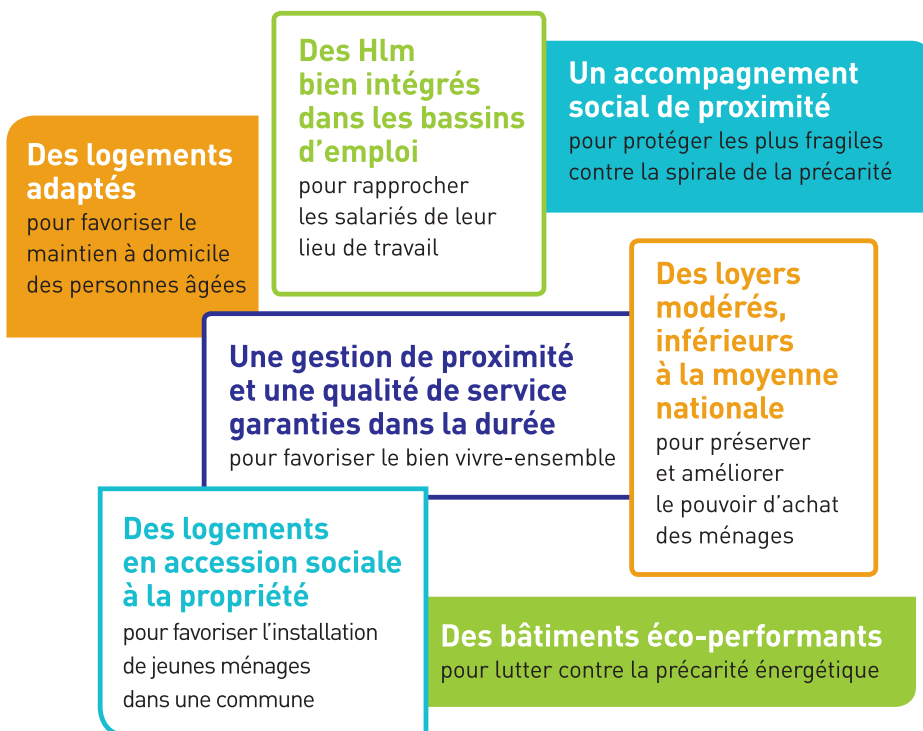 Des Hlm
bien intégrés
dans les bassins
d'emploi
pour rapprocher
les salariés de leur
lieu de travail
Un accompagnement
social de proximité
pour protéger les plus fragiles
contre la spirale de la précarité
Des logements
adaptés
pour favoriser le
maintien à domicile
des personnes âgées
Des loyers
modérés,
inférieurs
à la moyenne
nationale
pour préserver
et améliorer
le pouvoir d'achat
des ménages
Une gestion de proximité
et une qualité de service
garanties dans la durée
pour favoriser le bien vivre-ensemble
Des logements
en accession sociale
à la propriété
pour favoriser l'installation
de jeunes ménages
dans une commune
Des bâtiments éco-performants
pour lutter contre la précarité énergétique